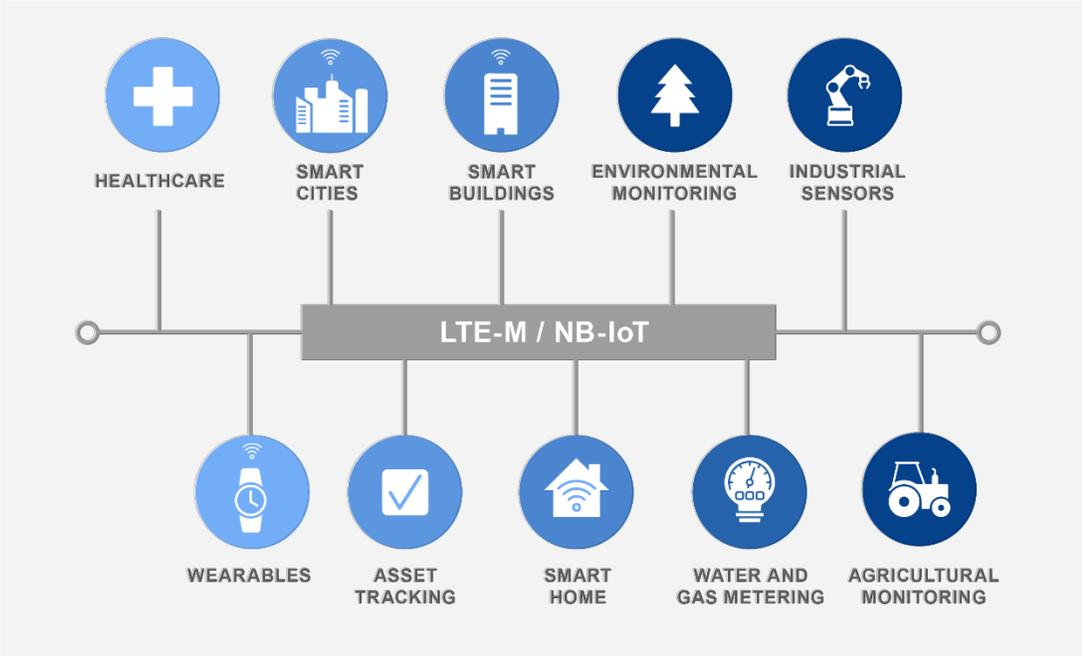 HEALTHCARE
SMART
CITIES
SMART
BUILDINGS
ENVIRONMENTAL
MONITORING
INDUSTRIAL
SENSORS
LTE-M / NB-IoT
WEARABLES
ASSET
TRACKING
SMART
HOME
WATER AND
GAS METERING
AGRICULTURAL
MONITORING